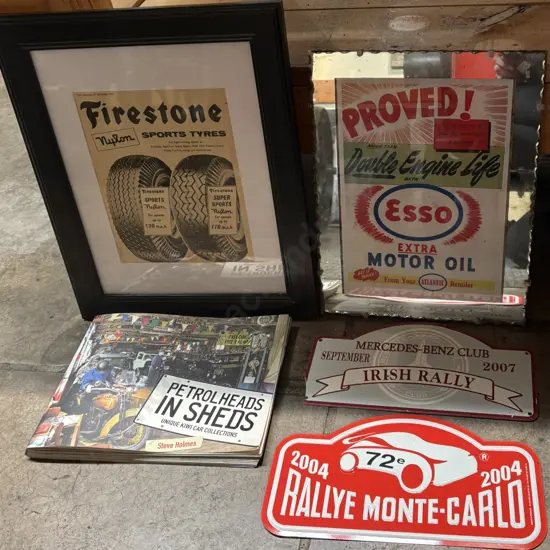 Firestone
Nylon
SPORTS TYRES
Firestone
SPORTS
Nylon
Firestone
SUPER
SPORTS
Nylon
PROVED!
Double Engine Life
Esso
EXTRA
MOTOR OIL
From Your ATLANTIC Retailer
PETROLHEADS
IN SHEDS
UNIQUE KIWI CAR COLLECTIONS
Steve Holmes
MERCEDES-BENZ CLUB
SEPTEMBER 2007
IRISH RALLY
72e
®
2004 2004
RALLYE MONTE-CARLO